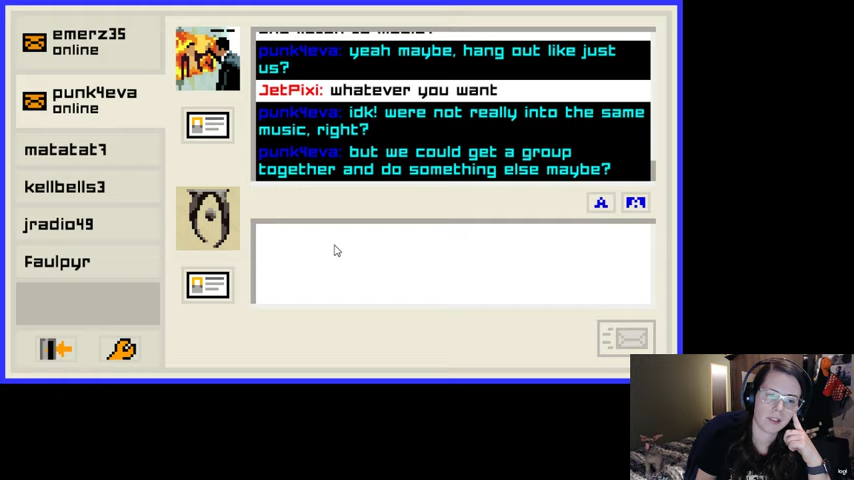 emerz35
online
punk4eva
online
matatat7
kellbells3
jradio49
Faulpyr
punk4eva: yeah maybe, hang out like just
us?
JetPixi: whatever you want
punk4eva: idk! were not really into the same
music, right?
punk4eva: but we could get a group
together and do something else maybe?
A
logi